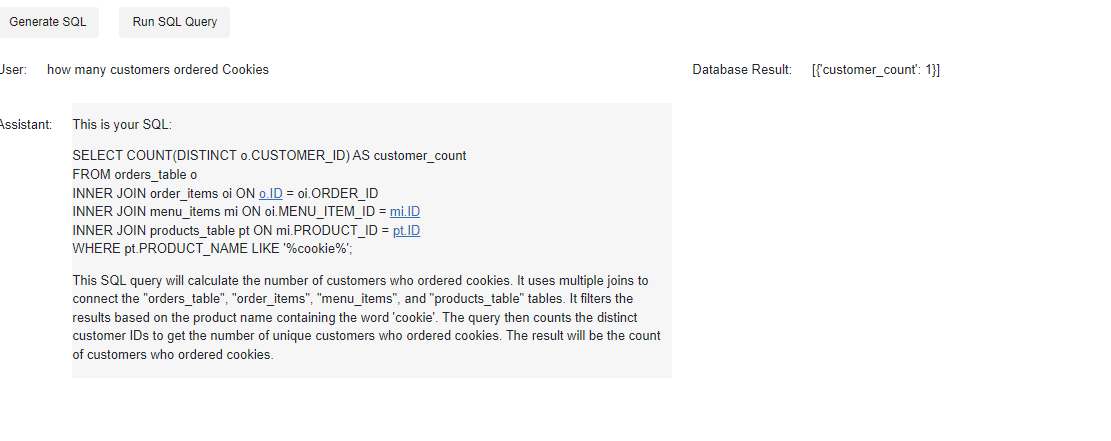 Generate SQL Run SQL Query
User: how many customers ordered Cookies Database Result: [{'customer_count': 1}]
Assistant: This is your SQL:
SELECT COUNT(DISTINCT o.CUSTOMER_ID) AS customer_count
FROM orders_table o
INNER JOIN order_items oi ON o.ID = oi.ORDER_ID
INNER JOIN menu_items mi ON oi.MENU_ITEM_ID = mi.ID
INNER JOIN products_table pt ON mi.PRODUCT_ID = pt.ID
WHERE pt.PRODUCT_NAME LIKE '%cookie%';
This SQL query will calculate the number of customers who ordered cookies. It uses multiple joins to
connect the "orders_table", "order_items", "menu_items", and "products_table" tables. It filters the
results based on the product name containing the word 'cookie'. The query then counts the distinct
customer IDs to get the number of unique customers who ordered cookies. The result will be the count
of customers who ordered cookies.